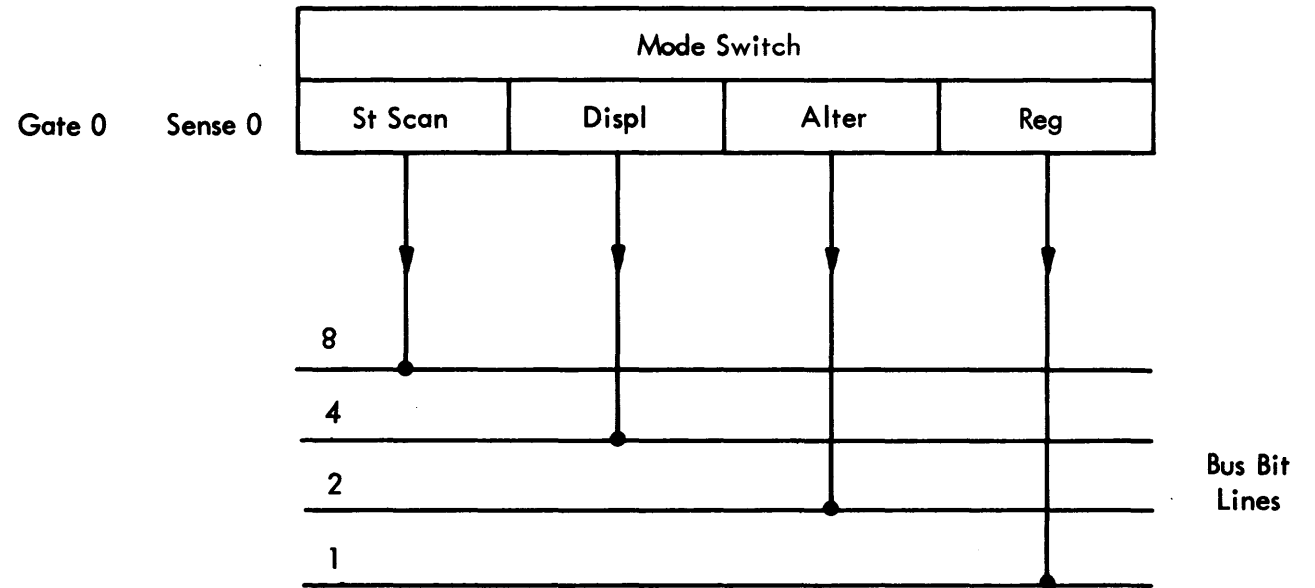 Mode Switch
Gate 0 Sense 0 St Scan Displ Alter Reg
8
4
2
1
Bus Bit
Lines